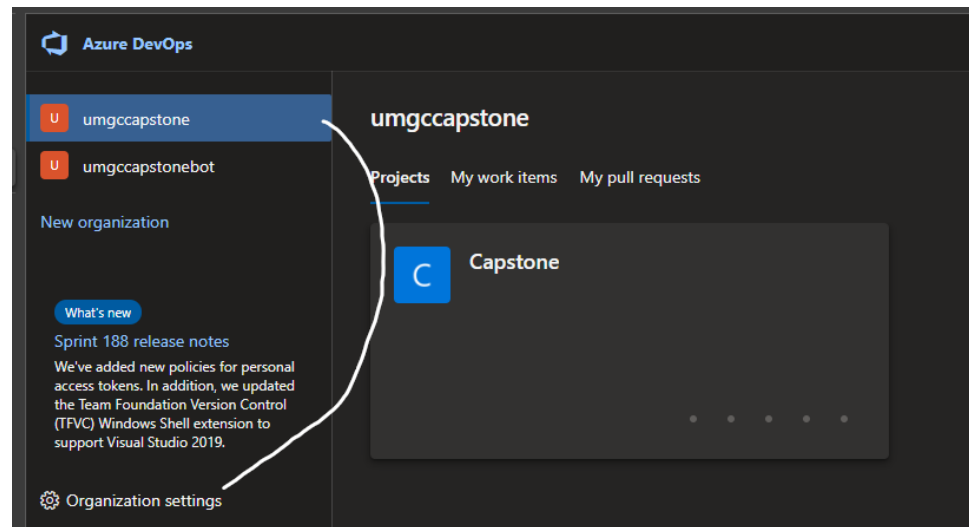 Azure DevOps
U umgccapstone
U umgccapstonebot
New organization
What's new
Sprint 188 release notes
We've added new policies for personal
access tokens. In addition, we updated
the Team Foundation Version Control
(TFVC) Windows Shell extension to
support Visual Studio 2019.
Organization settings
umgccapstone
Projects My work items My pull requests
C Capstone